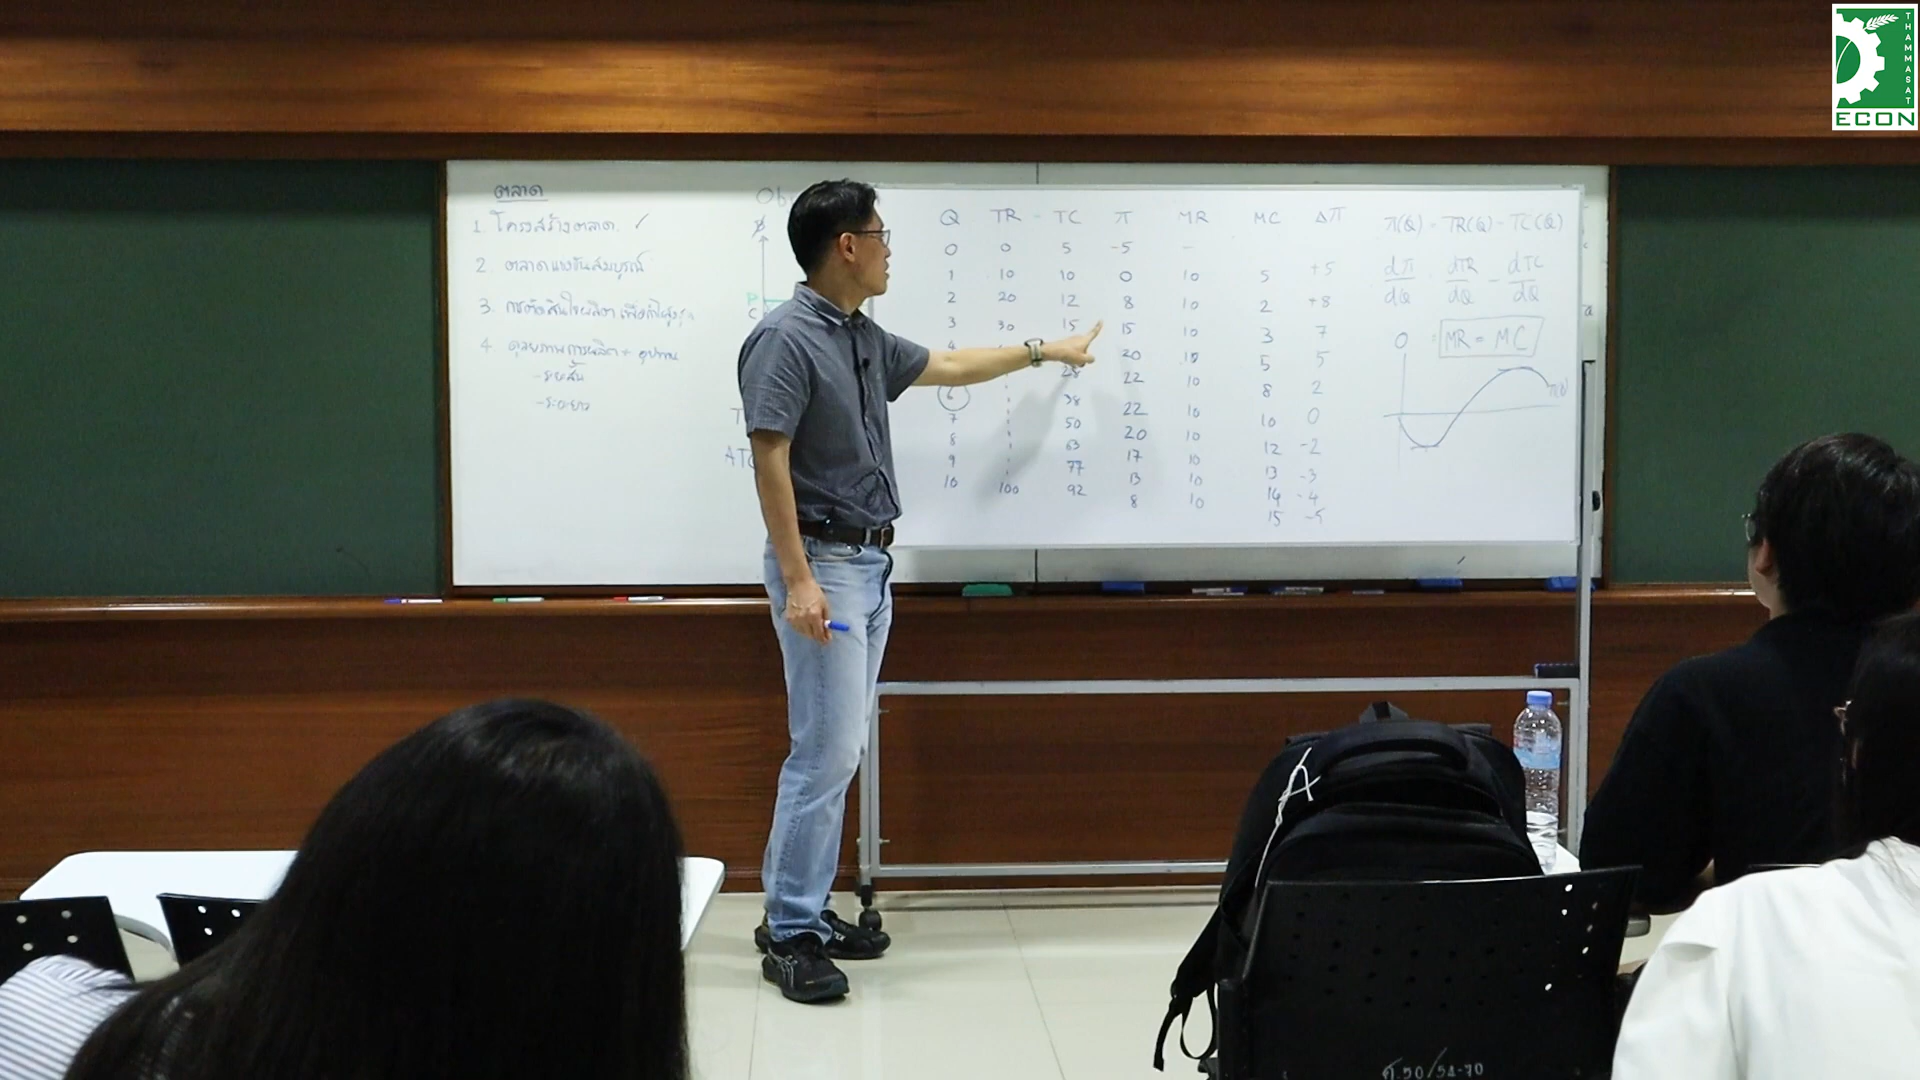 THAMMASAT
ECON
ตลาด
1. โครงสร้างตลาด ✓
2. ตลาดแข่งขันสมบูรณ์
3. การตัดสินใจผลิตเพื่อกำไรสูงสุด
4. ดุลยภาพการผลิต + อุปทาน
- ระยะสั้น
- ระยะยาว
Q TR - TC π MR MC Δπ
0 0 5 -5 -
1 10 10 0 10 5 +5
2 20 12 8 10 2 +8
3 30 15 15 10 3 7
4 20 10 5 5
28 22 10 8 2
6 38 22 10 10 0
7 50 20 10 12 -2
8 63 17 10 13 -3
9 77 13 10 14 -4
10 100 92 8 10 15 -5
π(Q) = TR(Q) - TC(Q)
dπ/dQ = dTR/dQ - dTC/dQ
0 = MR = MC
P
C
ศ.50/54-70